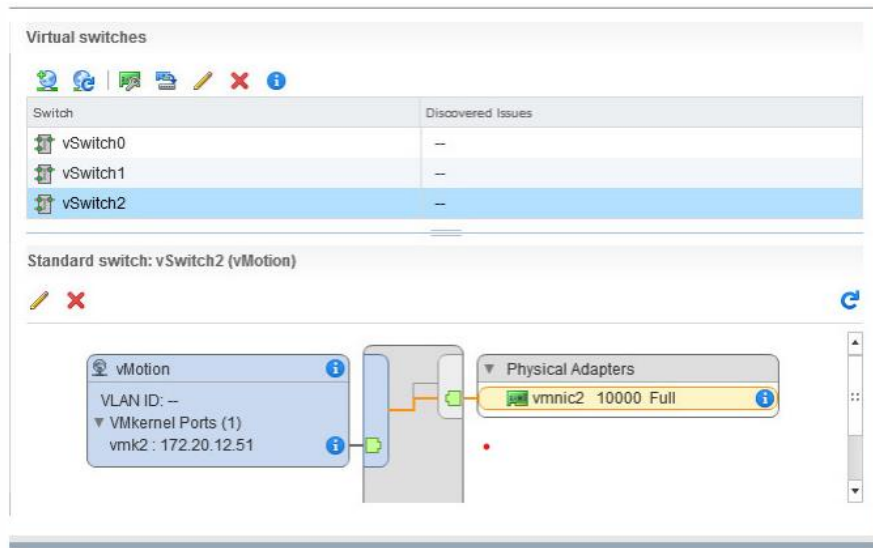 Virtual switches
Switch Discovered Issues
vSwitch0 --
vSwitch1 --
vSwitch2 --
Standard switch: vSwitch2 (vMotion)
vMotion
VLAN ID: --
VMkernel Ports (1)
vmk2 : 172.20.12.51
Physical Adapters
vmnic2 10000 Full